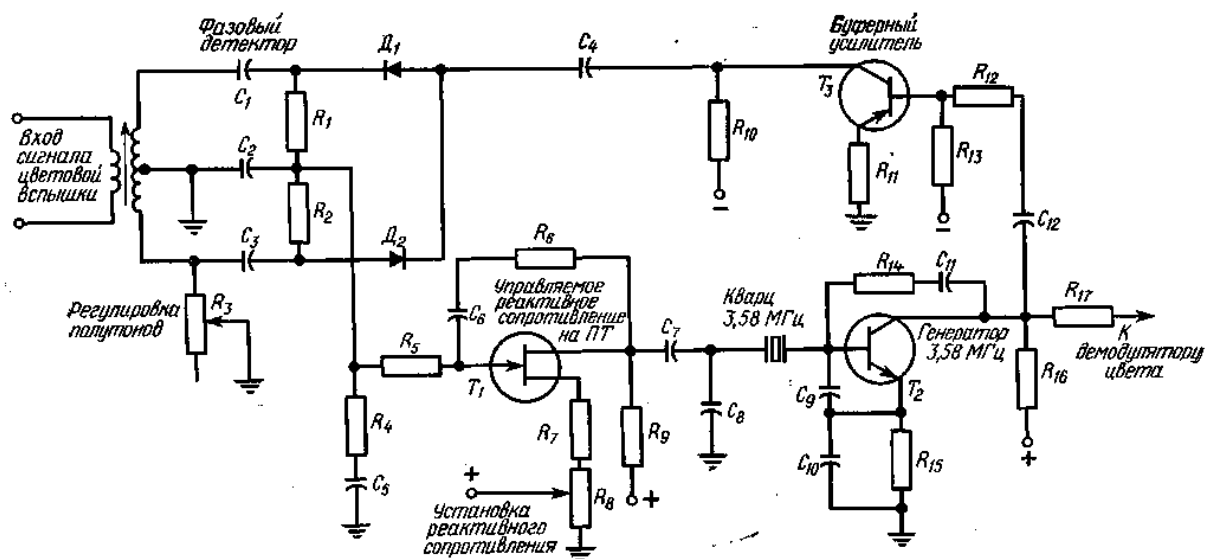 Фазовый
детектор
Д₁
C₄
Буферный
усилитель
C₁
R₁
T₃
R₁₂
Вход
сигнала
цветовой
вспышки
C₂
R₁₀
R₁₁
R₁₃
−
−
R₂
C₃
Д₂
C₁₂
R₆
R₁₄
C₁₁
Регулировка
полутонов
R₃
Управляемое
реактивное
сопротивление
на ПТ
C₆
C₇
Кварц
3,58 МГц
Генератор
3,58 МГц
R₁₇
К
демодулятору
цвета
R₅
T₁
T₂
C₉
R₁₆
R₄
R₇
R₉
C₈
C₁₀
R₁₅
+
C₅
+
R₈
+
Установка
реактивного
сопротивления